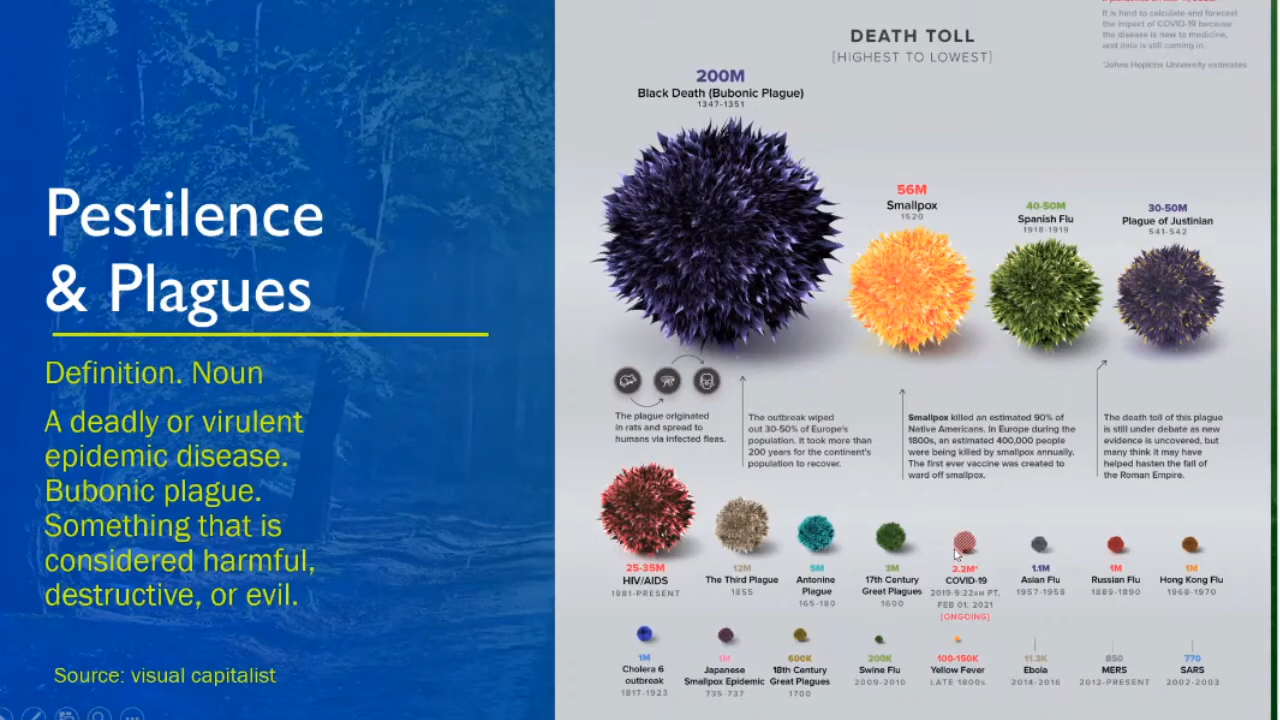 Pestilence
& Plagues
Definition. Noun
A deadly or virulent
epidemic disease.
Bubonic plague.
Something that is
considered harmful,
destructive, or evil.
Source: visual capitalist
It is hard to calculate and forecast
the impact of COVID-19 because
the disease is new to medicine,
and data is still coming in.
*Johns Hopkins University estimates
DEATH TOLL
[HIGHEST TO LOWEST]
200M
Black Death (Bubonic Plague)
1347-1351
56M
Smallpox
1520
40-50M
Spanish Flu
1918-1919
30-50M
Plague of Justinian
541-542
The plague originated
in rats and spread to
humans via infected fleas.
The outbreak wiped
out 30-50% of Europe's
population. It took more than
200 years for the continent's
population to recover.
Smallpox killed an estimated 90% of
Native Americans. In Europe during the
1800s, an estimated 400,000 people
were being killed by smallpox annually.
The first ever vaccine was created to
ward off smallpox.
The death toll of this plague
is still under debate as new
evidence is uncovered, but
many think it may have
helped hasten the fall of
the Roman Empire.
25-35M
HIV/AIDS
1981-PRESENT
12M
The Third Plague
1855
5M
Antonine
Plague
165-180
3M
17th Century
Great Plagues
1600
2.2M*
COVID-19
2019-9:22AM PT,
FEB 01, 2021
[ONGOING]
1.1M
Asian Flu
1957-1958
1M
Russian Flu
1889-1890
1M
Hong Kong Flu
1968-1970
1M
Cholera 6
outbreak
1817-1923
1M
Japanese
Smallpox Epidemic
735-737
600K
18th Century
Great Plagues
1700
200K
Swine Flu
2009-2010
100-150K
Yellow Fever
LATE 1800s
11.3K
Ebola
2014-2016
850
MERS
2012-PRESENT
770
SARS
2002-2003